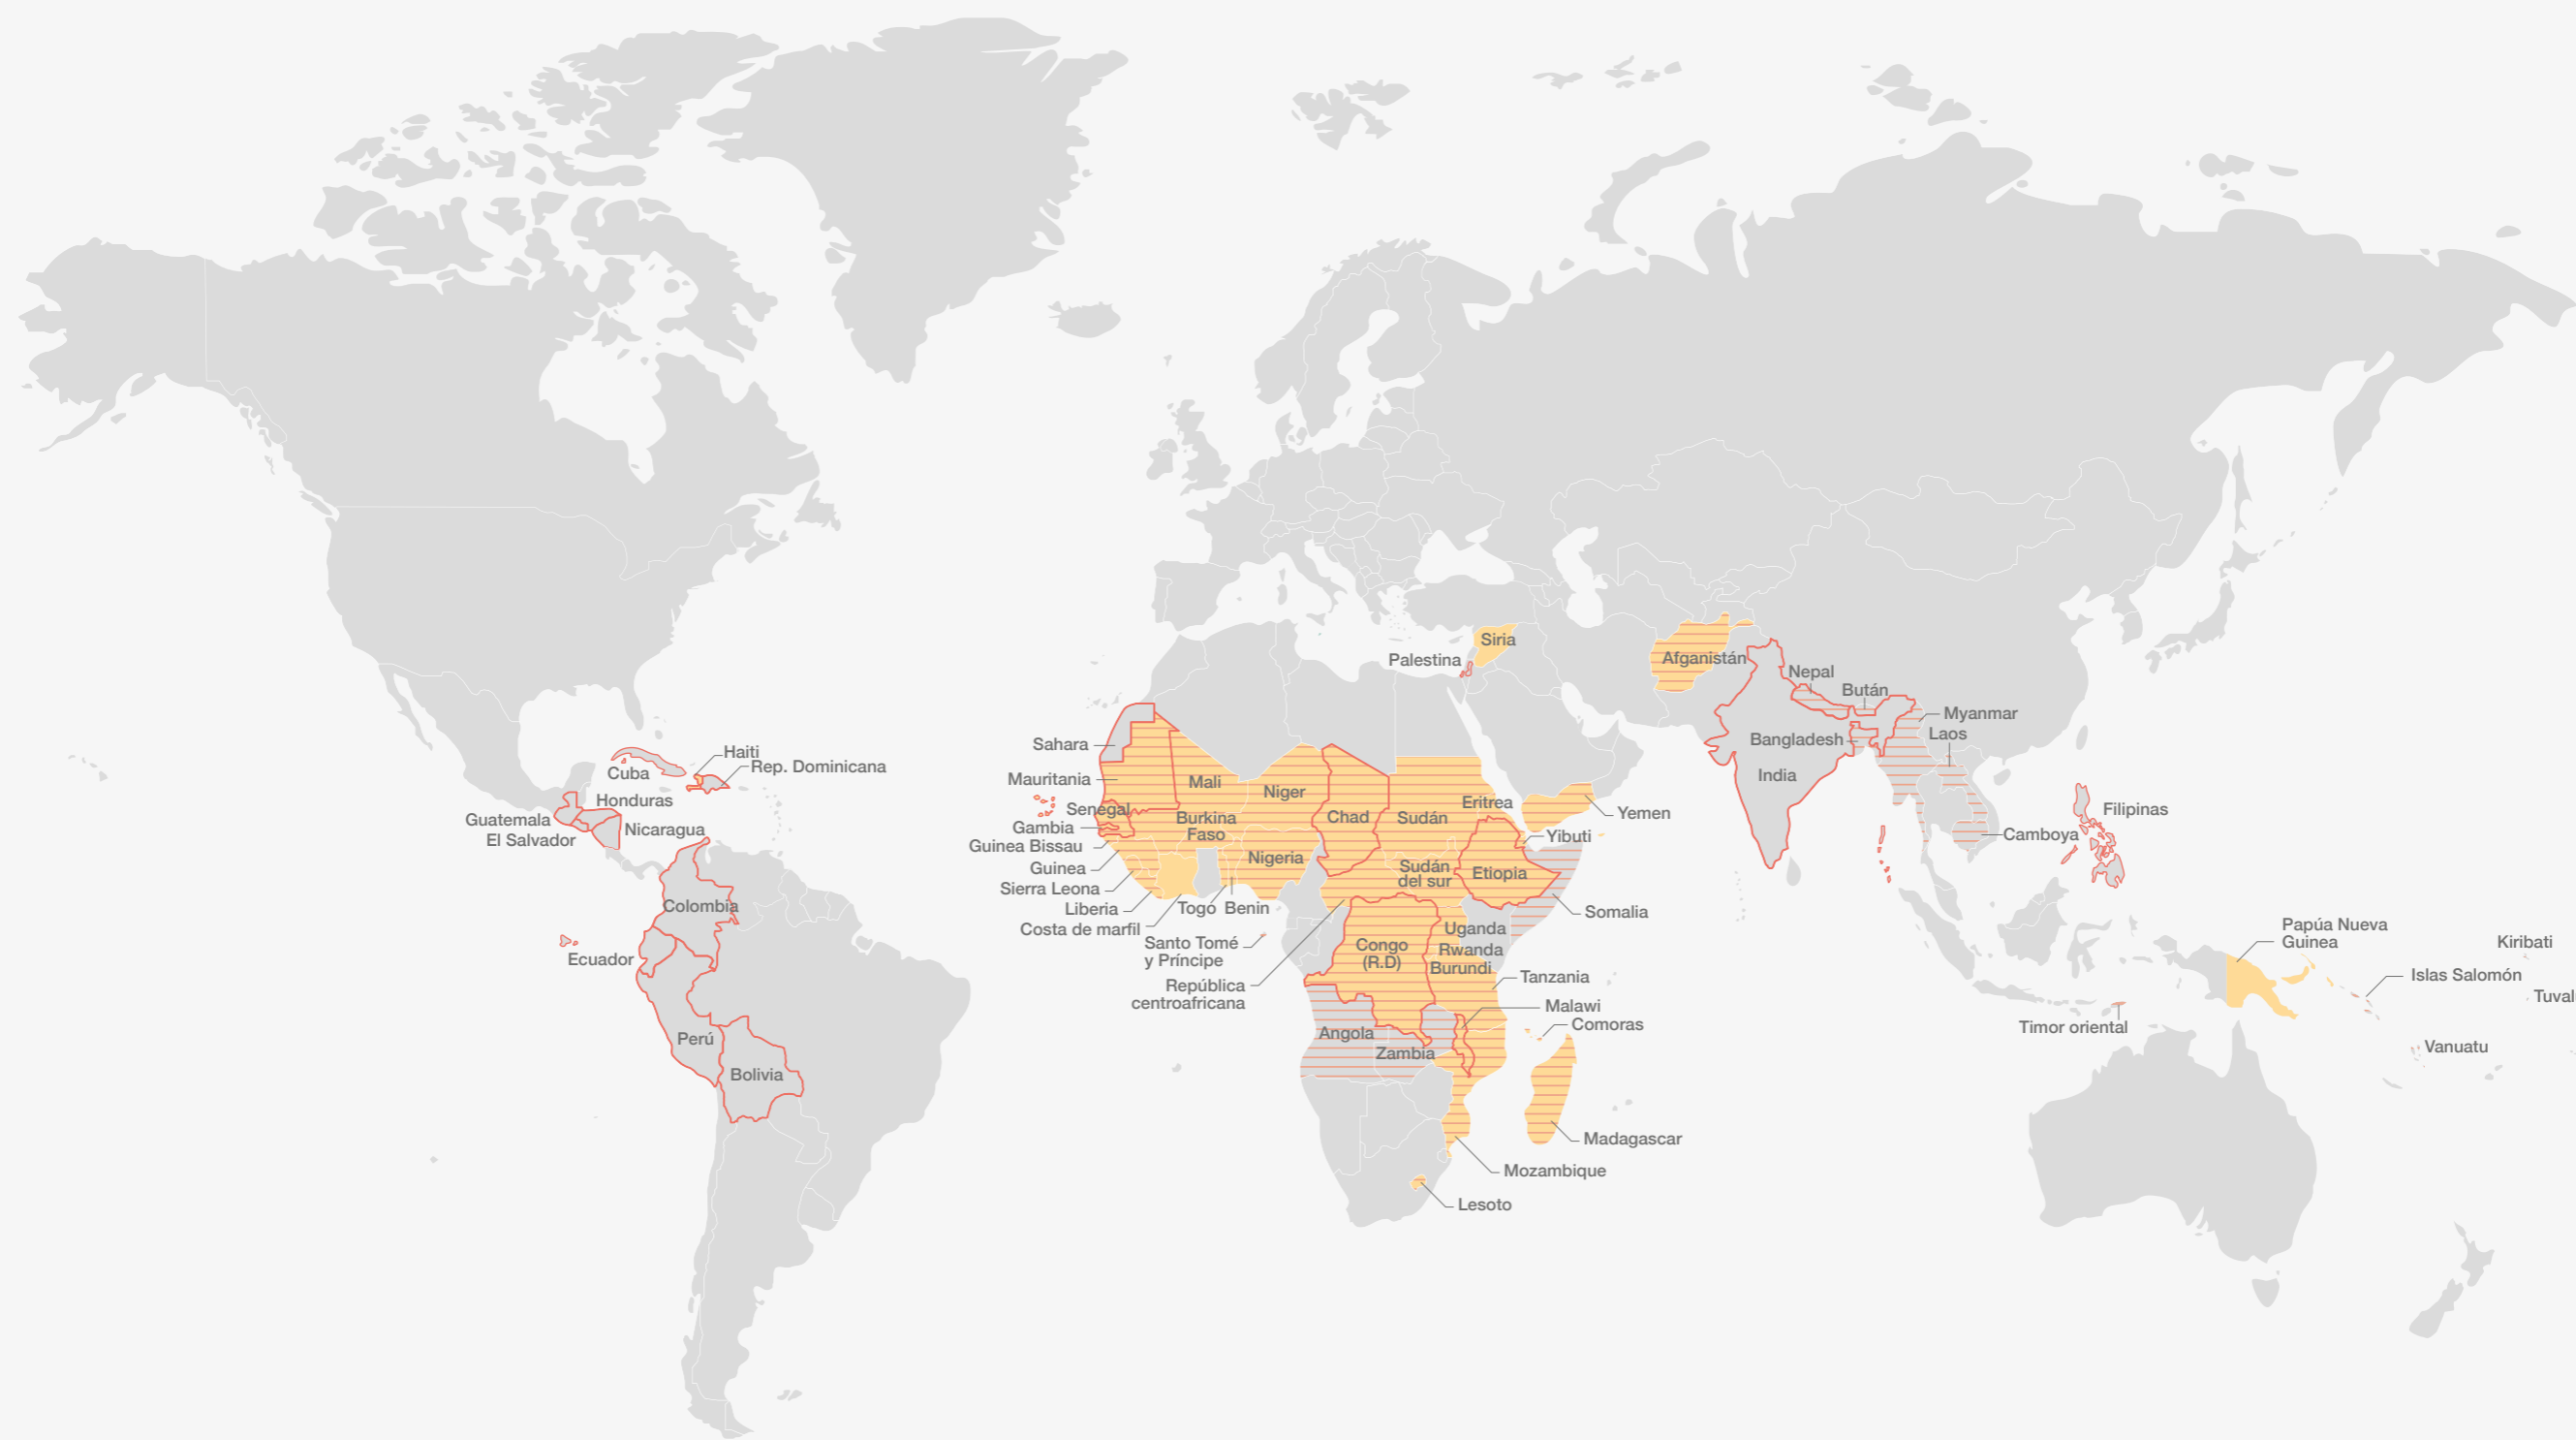 Haiti
Rep. Dominicana
Cuba
Honduras
Guatemala
Nicaragua
El Salvador
Colombia
Ecuador
Perú
Bolivia
Siria
Palestina
Afganistán
Nepal
Bután
Myanmar
Laos
Bangladesh
India
Camboya
Filipinas
Sahara
Mauritania
Mali
Niger
Senegal
Gambia
Burkina
Faso
Chad
Sudán
Eritrea
Yemen
Yibuti
Guinea Bissau
Guinea
Nigeria
Sudán
del sur
Etiopia
Sierra Leona
Liberia
Togo
Benin
Somalia
Costa de marfil
Santo Tomé
y Príncipe
Congo
(R.D)
Uganda
Rwanda
Burundi
Tanzania
República
centroafricana
Malawi
Comoras
Angola
Zambia
Madagascar
Mozambique
Lesoto
Papúa Nueva
Guinea
Kiribati
Islas Salomón
Tuval
Timor oriental
Vanuatu